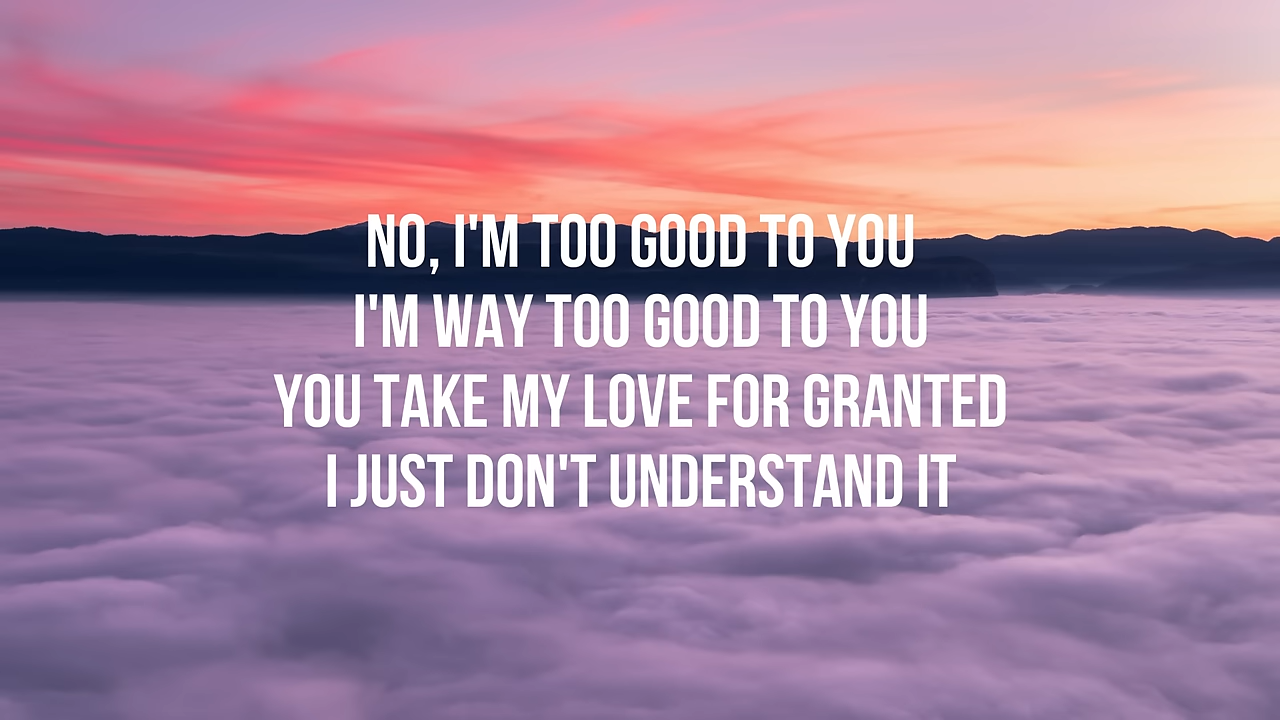 NO, I'M TOO GOOD TO YOU
I'M WAY TOO GOOD TO YOU
YOU TAKE MY LOVE FOR GRANTED
I JUST DON'T UNDERSTAND IT